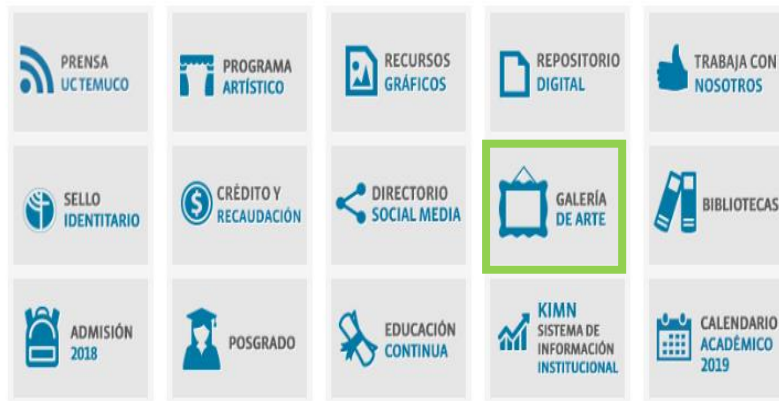 PRENSA
UC TEMUCO
PROGRAMA
ARTÍSTICO
RECURSOS
GRÁFICOS
REPOSITORIO
DIGITAL
TRABAJA CON
NOSOTROS
SELLO
IDENTITARIO
CRÉDITO Y
RECAUDACIÓN
DIRECTORIO
SOCIAL MEDIA
GALERÍA
DE ARTE
BIBLIOTECAS
ADMISIÓN
2018
POSGRADO
EDUCACIÓN
CONTINUA
KIMN
SISTEMA DE
INFORMACIÓN
INSTITUCIONAL
CALENDARIO
ACADÉMICO
2019